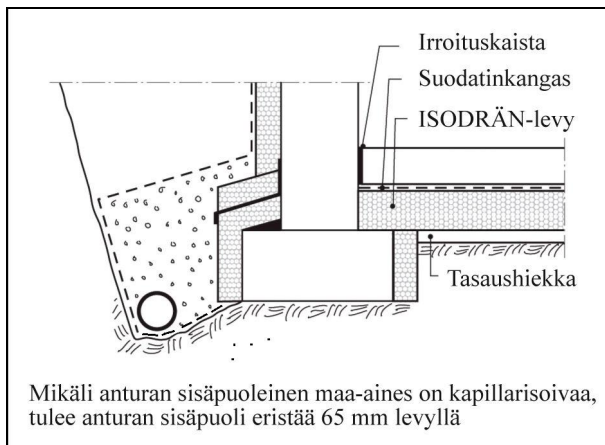 Irroituskaista
Suodatinkangas
ISODRÄN-levy
Tasaushiekka
Mikäli anturan sisäpuoleinen maa-aines on kapillarisoivaa,
tulee anturan sisäpuoli eristää 65 mm levyllä